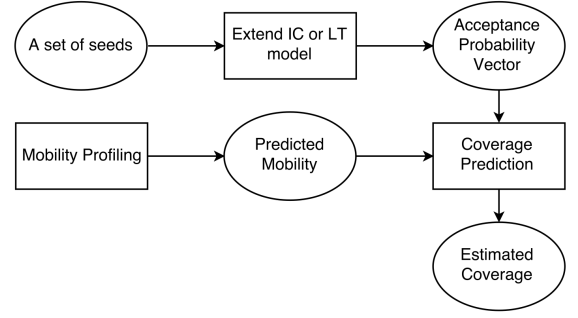 A set of seeds
Extend IC or LT
model
Acceptance
Probability
Vector
Mobility Profiling
Predicted
Mobility
Coverage
Prediction
Estimated
Coverage